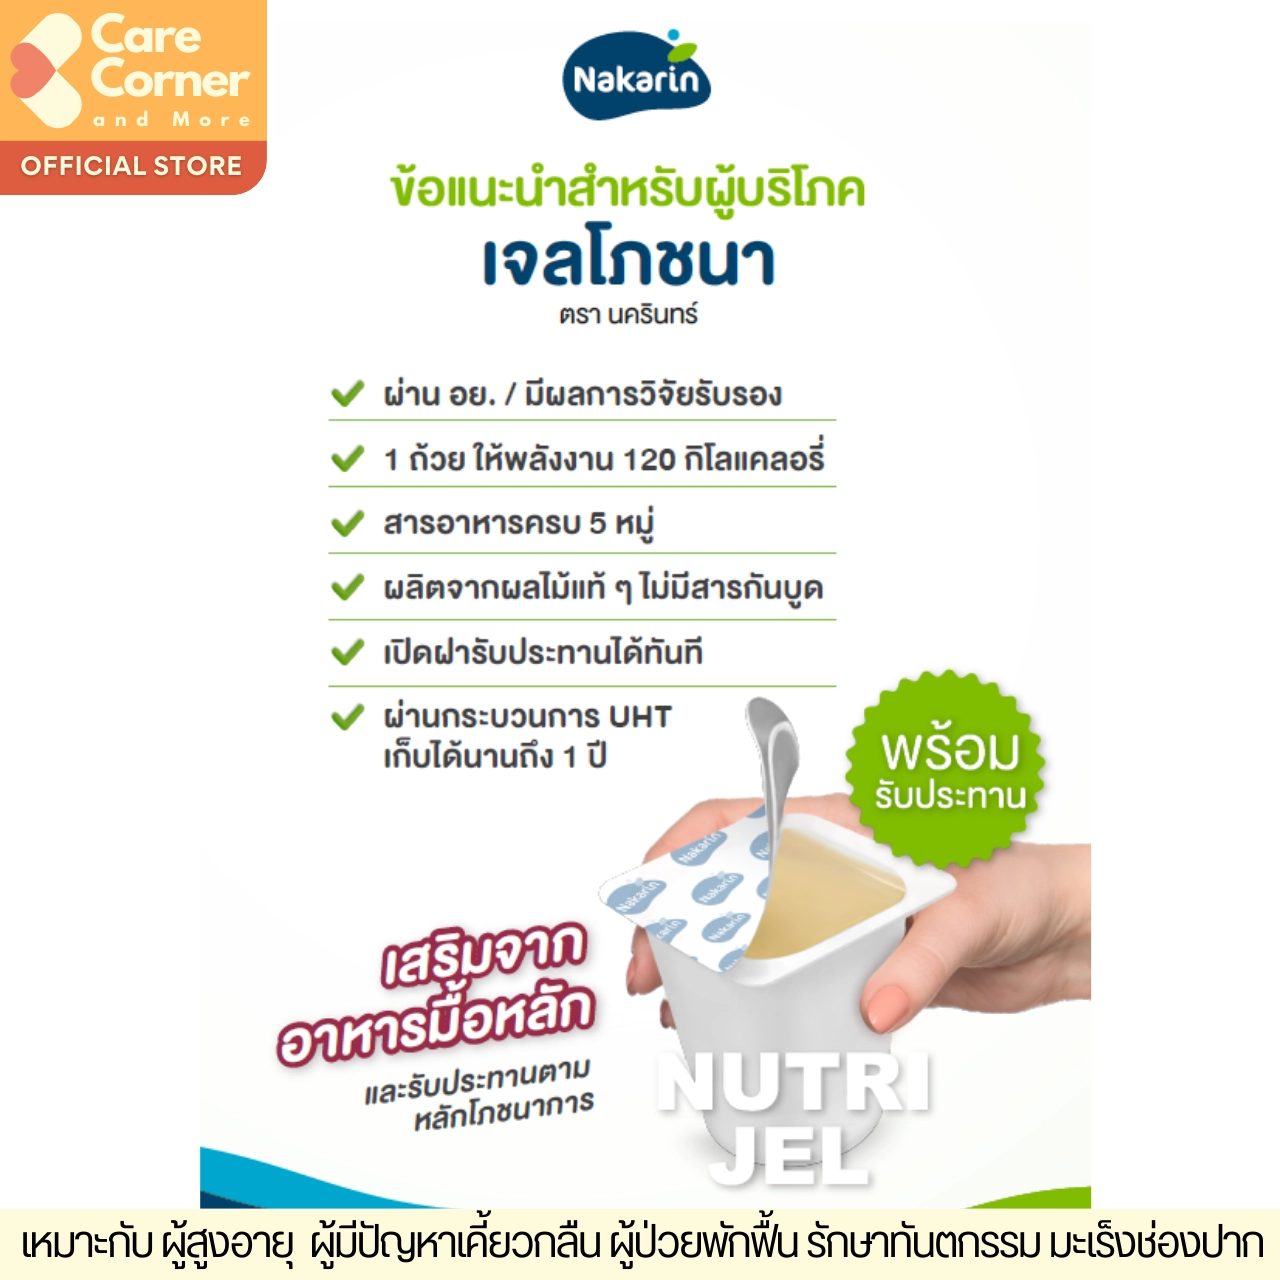 Care
Corner
and More
OFFICIAL STORE
Nakarin
ข้อแนะนำสำหรับผู้บริโภค
เจลโภชนา
ตรา นครินทร์
ผ่าน อย. / มีผลการวิจัยรับรอง
1 ถ้วย ให้พลังงาน 120 กิโลแคลอรี่
สารอาหารครบ 5 หมู่
ผลิตจากผลไม้แท้ ๆ ไม่มีสารกันบูด
เปิดฝารับประทานได้ทันที
ผ่านกระบวนการ UHT
เก็บได้นานถึง 1 ปี
พร้อม
รับประทาน
Nakarin
Nakarin
Nakarin
Nakarin
เสริมจาก
อาหารมื้อหลัก
และรับประทานตาม
หลักโภชนาการ
NUTRI
JEL
เหมาะกับ ผู้สูงอายุ ผู้มีปัญหาเคี้ยวกลืน ผู้ป่วยพักฟื้น รักษาทันตกรรม มะเร็งช่องปาก